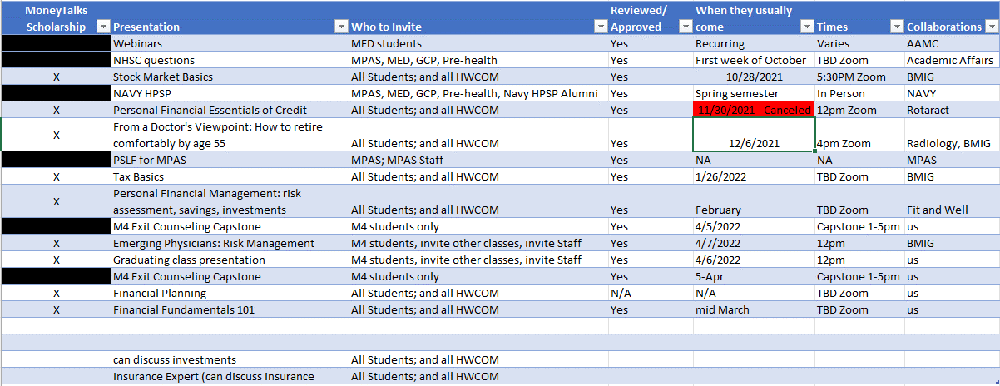 MoneyTalks Scholarship Presentation Who to Invite Reviewed/ Approved When they usually come Times Collaborations
Webinars MED students Yes Recurring Varies AAMC
NHSC questions MPAS, MED, GCP, Pre-health Yes First week of October TBD Zoom Academic Affairs
X Stock Market Basics All Students; and all HWCOM Yes 10/28/2021 5:30PM Zoom BMIG
NAVY HPSP MPAS, MED, GCP, Pre-health, Navy HPSP Alumni Yes Spring semester In Person NAVY
X Personal Financial Essentials of Credit All Students; and all HWCOM Yes 11/30/2021 - Canceled 12pm Zoom Rotaract
From a Doctor's Viewpoint: How to retire
X comfortably by age 55 All Students; and all HWCOM Yes 12/6/2021 4pm Zoom Radiology, BMIG
PSLF for MPAS MPAS; MPAS Staff Yes NA NA MPAS
X Tax Basics All Students; and all HWCOM Yes 1/26/2022 TBD Zoom BMIG
Personal Financial Management: risk
X assessment, savings, investments All Students; and all HWCOM Yes February TBD Zoom Fit and Well
M4 Exit Counseling Capstone M4 students only Yes 4/5/2022 Capstone 1-5pm us
X Emerging Physicians: Risk Management M4 students, invite other classes, invite Staff Yes 4/7/2022 12pm BMIG
X Graduating class presentation M4 students, invite other classes, invite Staff Yes 4/6/2022 12pm us
M4 Exit Counseling Capstone M4 students only Yes 5-Apr Capstone 1-5pm us
X Financial Planning All Students; and all HWCOM N/A N/A TBD Zoom us
X Financial Fundamentals 101 All Students; and all HWCOM Yes mid March TBD Zoom us
can discuss investments All Students; and all HWCOM
Insurance Expert (can discuss insurance All Students; and all HWCOM